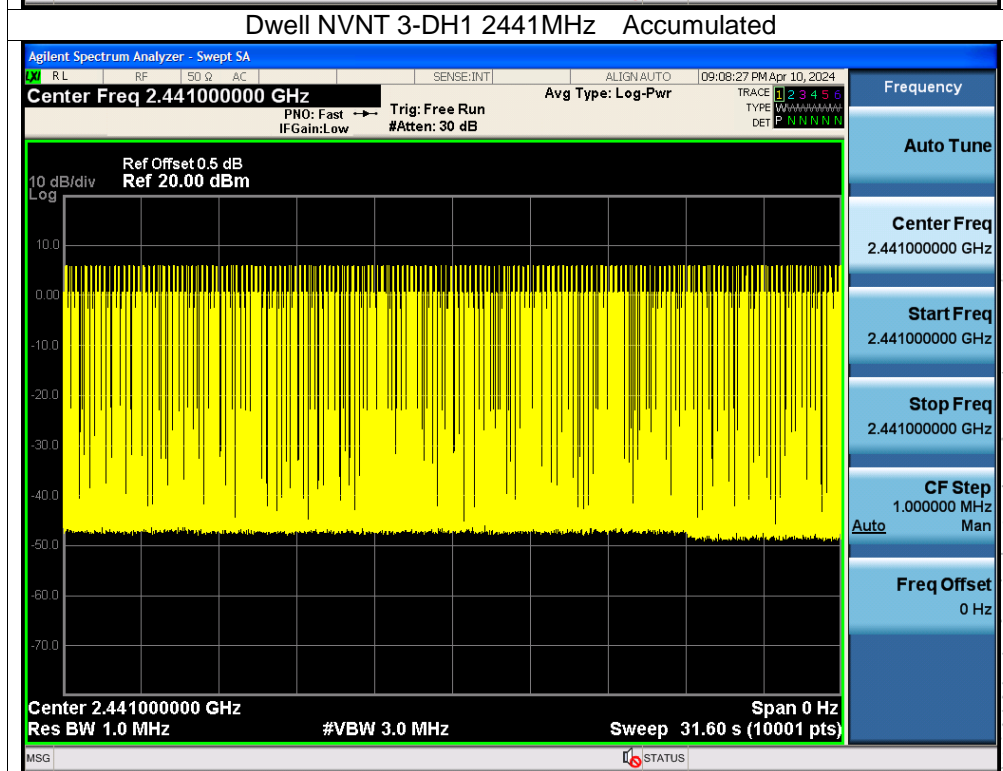 Dwell NVNT 3-DH1 2441MHz Accumulated
Agilent Spectrum Analyzer - Swept SA
LXI RL RF 50 Ω AC SENSE:INT ALIGN AUTO 09:08:27 PM Apr 10, 2024
Center Freq 2.441000000 GHz
PNO: Fast
IFGain:Low
Trig: Free Run
#Atten: 30 dB
Avg Type: Log-Pwr
TRACE 1 2 3 4 5 6
TYPE WWWWWW
DET P N N N N N
Ref Offset 0.5 dB
10 dB/div Ref 20.00 dBm
Log
10.0
0.00
-10.0
-20.0
-30.0
-40.0
-50.0
-60.0
-70.0
Center 2.441000000 GHz Span 0 Hz
Res BW 1.0 MHz #VBW 3.0 MHz Sweep 31.60 s (10001 pts)
MSG STATUS
Frequency
Auto Tune
Center Freq
2.441000000 GHz
Start Freq
2.441000000 GHz
Stop Freq
2.441000000 GHz
CF Step
1.000000 MHz
Auto Man
Freq Offset
0 Hz